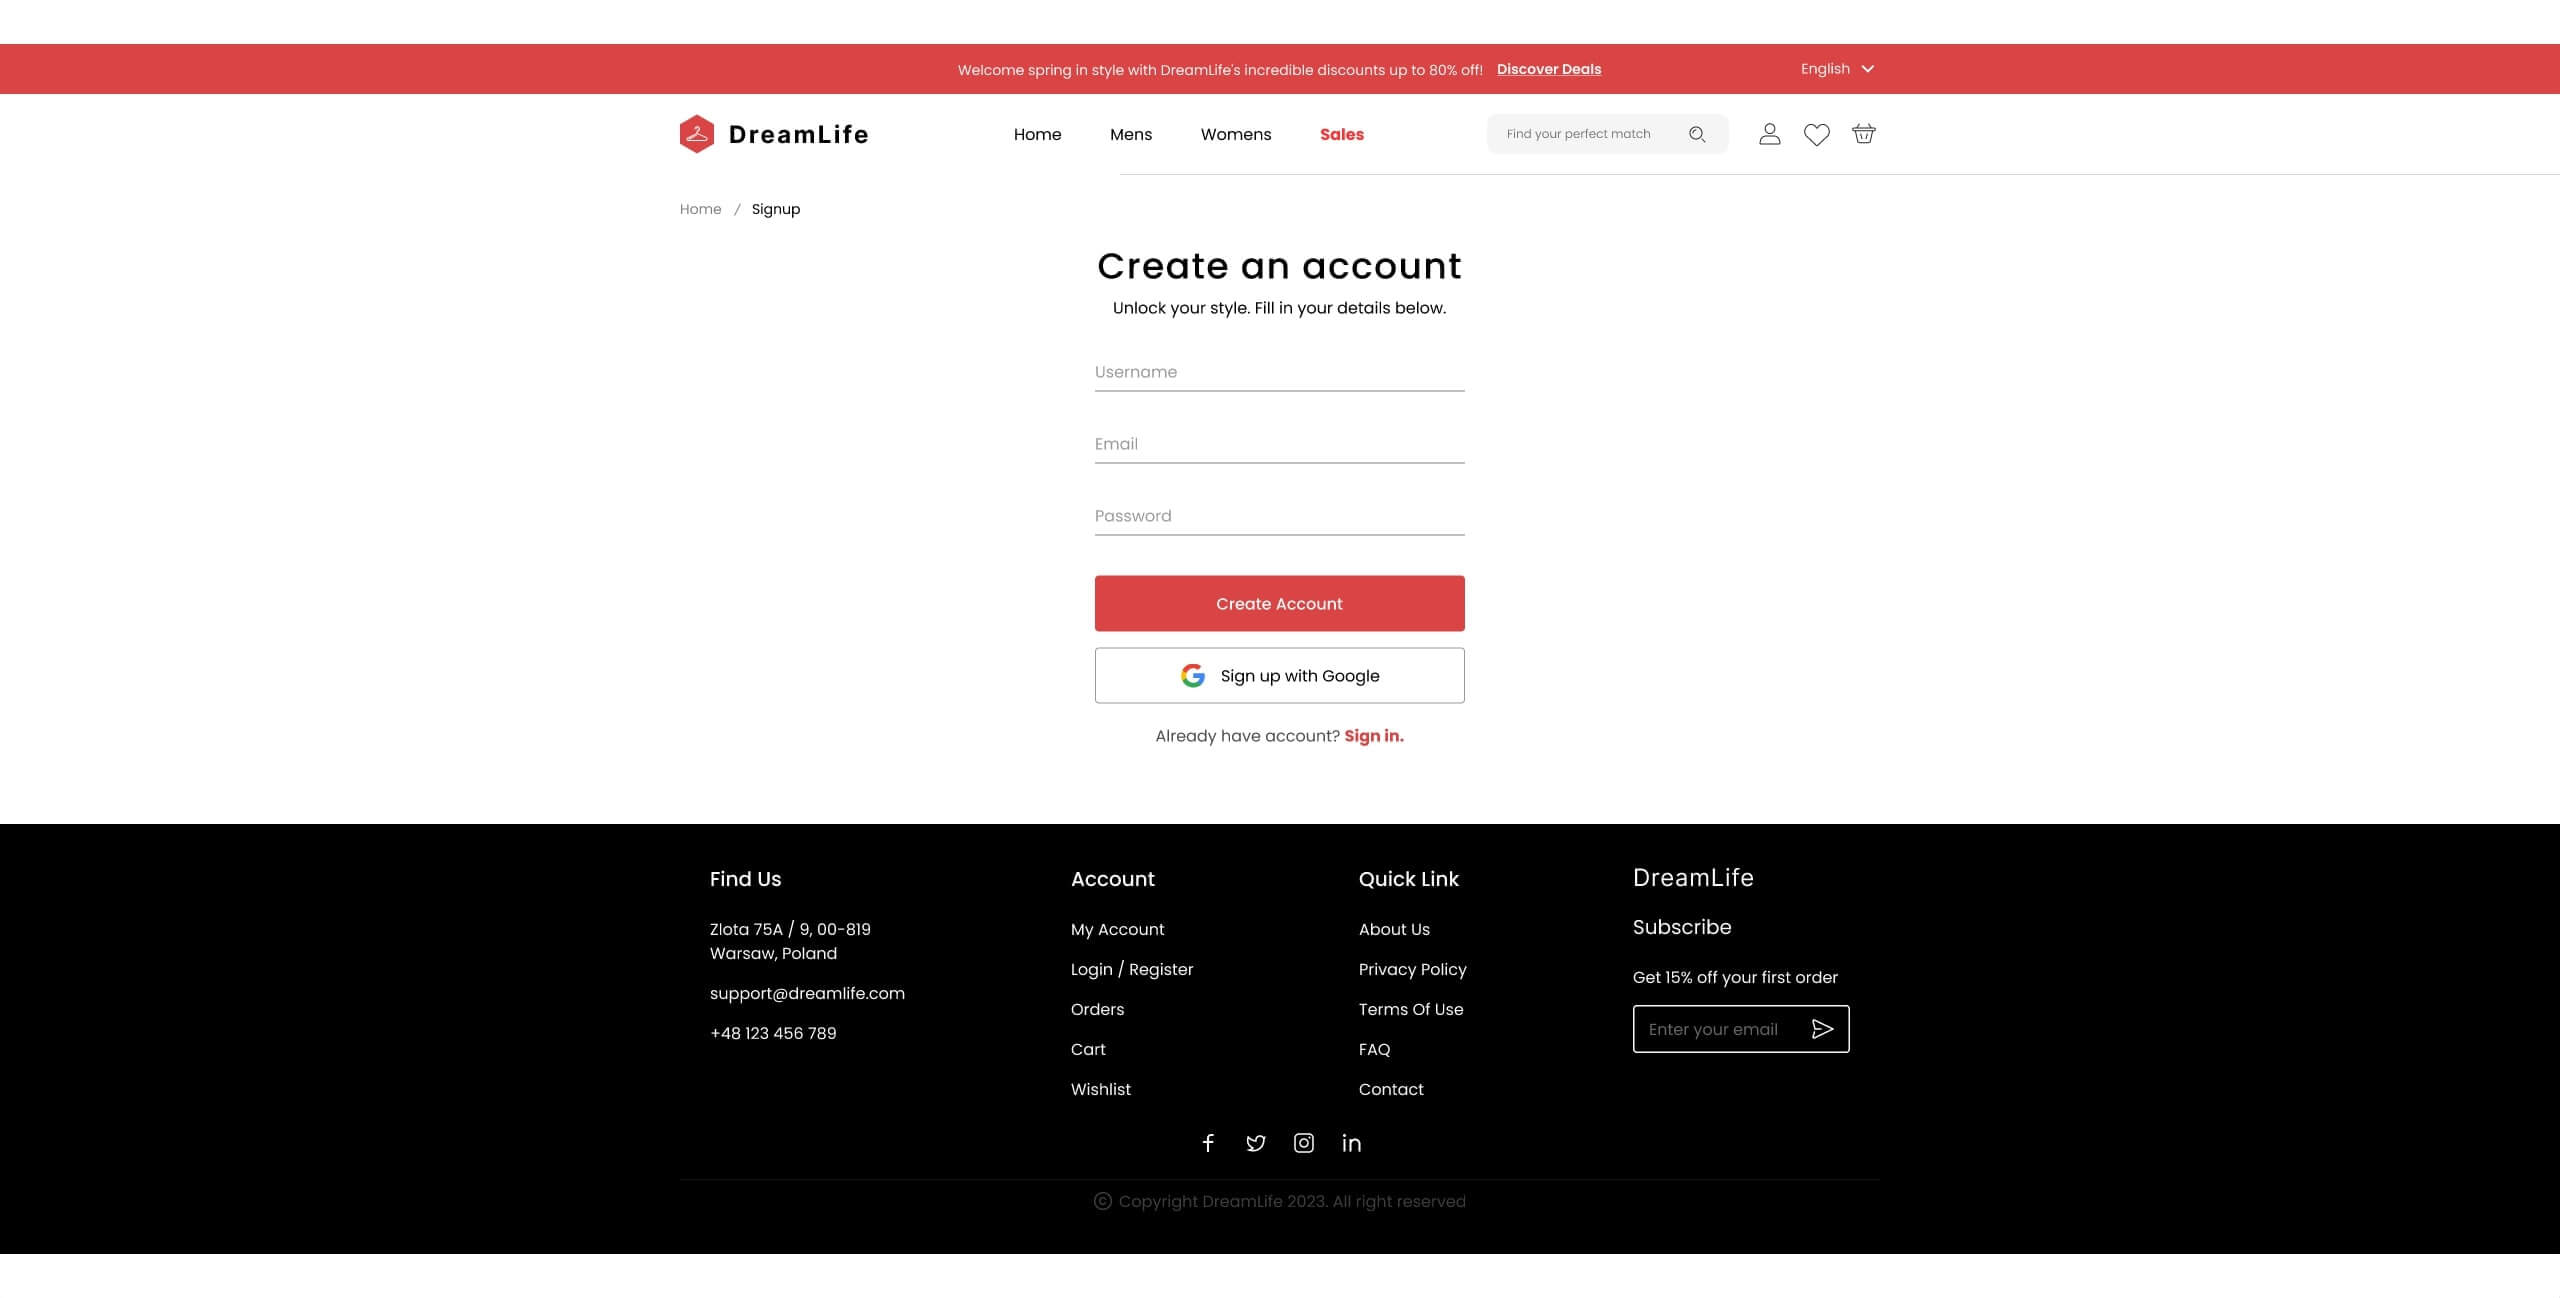 Welcome spring in style with DreamLife's incredible discounts up to 80% off! Discover Deals English
DreamLife Home Mens Womens Sales Find your perfect match
Home / Signup
Create an account
Unlock your style. Fill in your details below.
Username
Email
Password
Create Account
Sign up with Google
Already have account? Sign in.
Find Us
Zlota 75A / 9, 00-819
Warsaw, Poland
support@dreamlife.com
+48 123 456 789
Account
My Account
Login / Register
Orders
Cart
Wishlist
Quick Link
About Us
Privacy Policy
Terms Of Use
FAQ
Contact
DreamLife
Subscribe
Get 15% off your first order
Enter your email
© Copyright DreamLife 2023. All right reserved